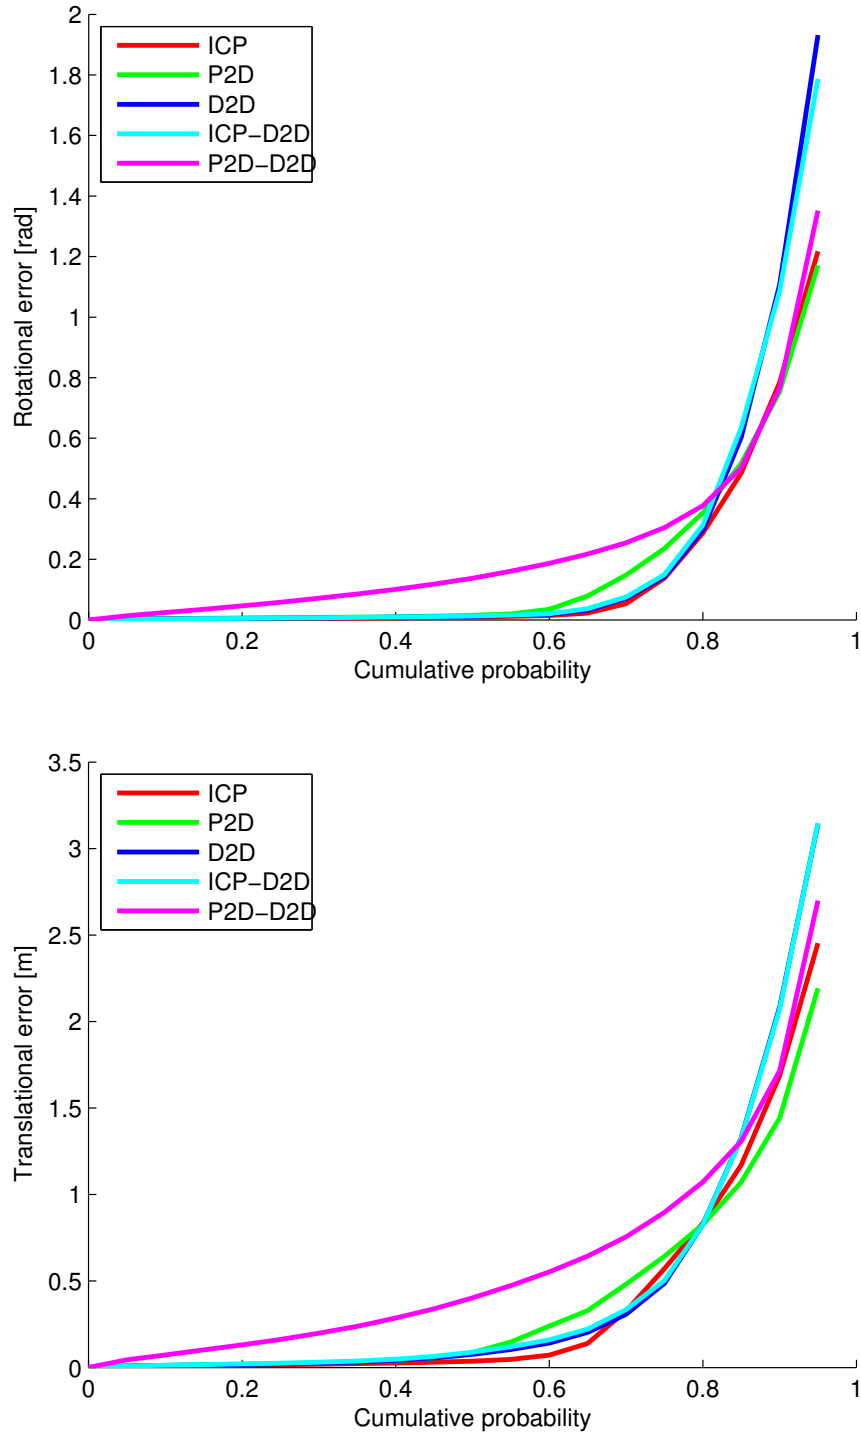 2
1.8
1.6
1.4
1.2
1
0.8
0.6
0.4
0.2
0
Rotational error [rad]
ICP
P2D
D2D
ICP−D2D
P2D−D2D
0 0.2 0.4 0.6 0.8 1
Cumulative probability
3.5
3
2.5
2
1.5
1
0.5
0
Translational error [m]
ICP
P2D
D2D
ICP−D2D
P2D−D2D
0 0.2 0.4 0.6 0.8 1
Cumulative probability